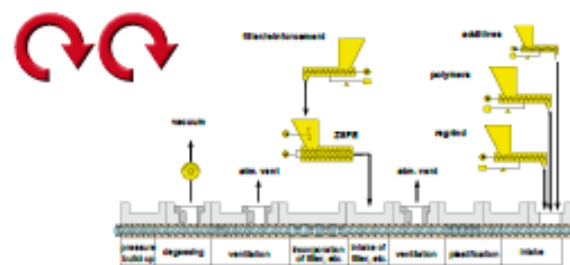 filler/reinforcement
additives
polymers
vacuum
ZSFE
regrind
atm. vent
atm. vent
pressure
build up
degassing
ventilation
incorporation
of filler, etc.
intake of
filler, etc.
ventilation
plastification
intake